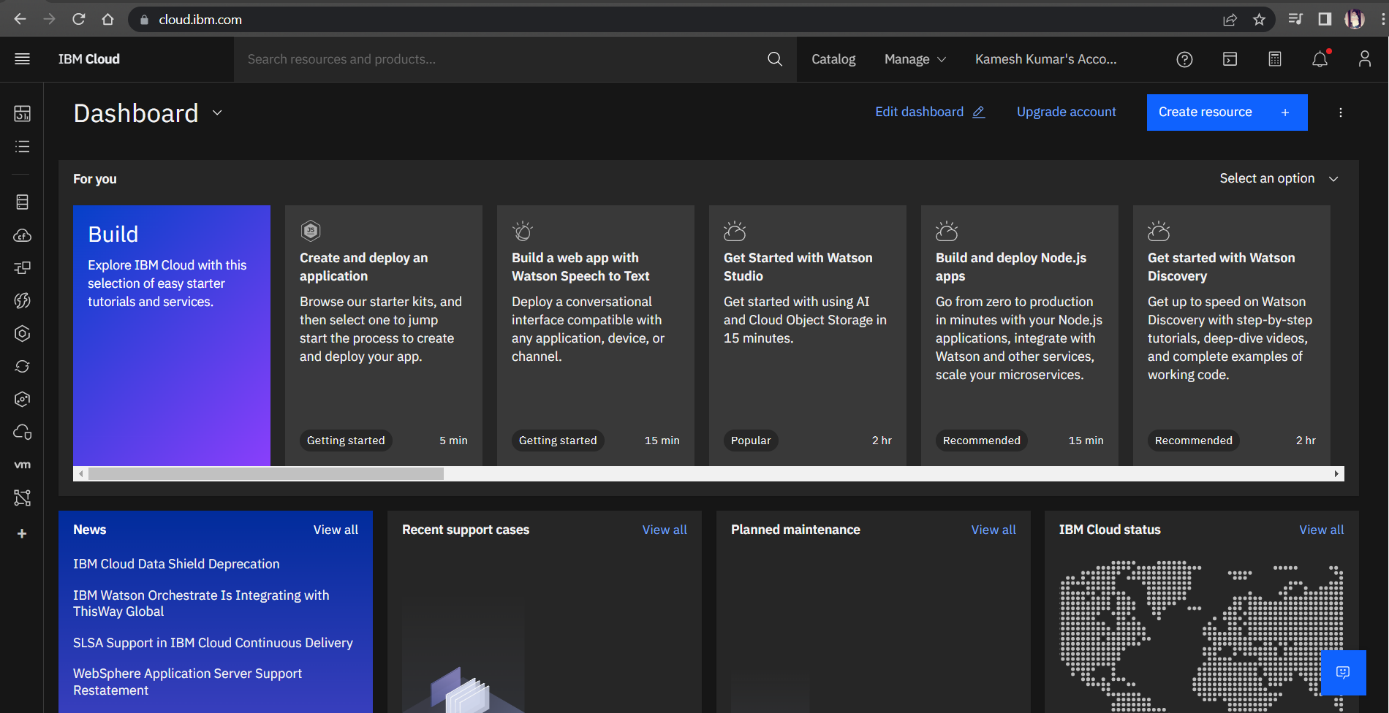 cloud.ibm.com
IBM Cloud
Search resources and products...
Catalog
Manage
Kamesh Kumar's Acco...
Dashboard
Edit dashboard
Upgrade account
Create resource +
For you
Select an option
Build
Explore IBM Cloud with this
selection of easy starter
tutorials and services.
JS
Create and deploy an
application
Browse our starter kits, and
then select one to jump
start the process to create
and deploy your app.
Getting started
5 min
Build a web app with
Watson Speech to Text
Deploy a conversational
interface compatible with
any application, device, or
channel.
Getting started
15 min
Get Started with Watson
Studio
Get started with using AI
and Cloud Object Storage in
15 minutes.
Popular
2 hr
Build and deploy Node.js
apps
Go from zero to production
in minutes with your Node.js
applications, integrate with
Watson and other services,
scale your microservices.
Recommended
15 min
Get started with Watson
Discovery
Get up to speed on Watson
Discovery with step-by-step
tutorials, deep-dive videos,
and complete examples of
working code.
Recommended
2 hr
cf
vm
News
View all
IBM Cloud Data Shield Deprecation
IBM Watson Orchestrate Is Integrating with
ThisWay Global
SLSA Support in IBM Cloud Continuous Delivery
WebSphere Application Server Support
Restatement
Recent support cases
View all
Planned maintenance
View all
IBM Cloud status
View all